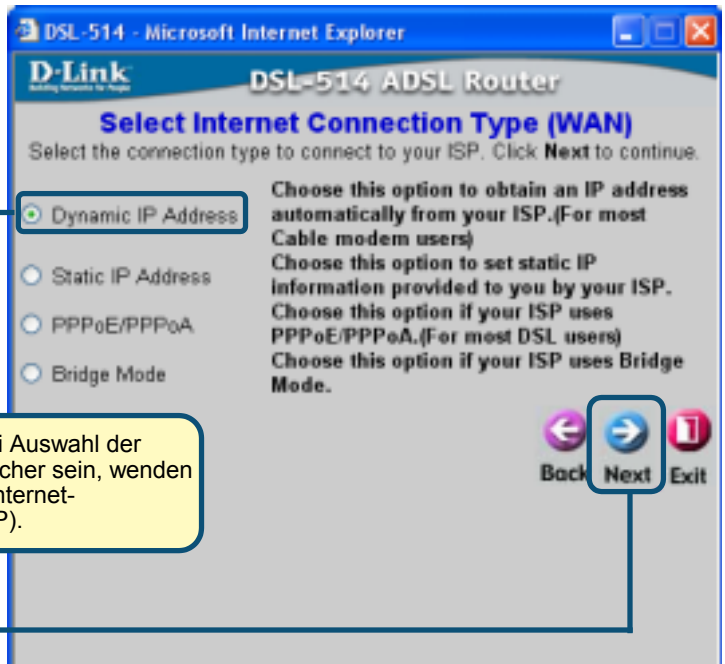 DSL-514 - Microsoft Internet Explorer
D-Link
Building Networks for People
DSL-514 ADSL Router
Select Internet Connection Type (WAN)
Select the connection type to connect to your ISP. Click Next to continue.
Dynamic IP Address
Choose this option to obtain an IP address
automatically from your ISP.(For most
Cable modem users)
Static IP Address
Choose this option to set static IP
information provided to you by your ISP.
PPPoE/PPPoA
Choose this option if your ISP uses
PPPoE/PPPoA.(For most DSL users)
Bridge Mode
Choose this option if your ISP uses Bridge
Mode.
i Auswahl der
cher sein, wenden
nternet-
P).
Back Next Exit